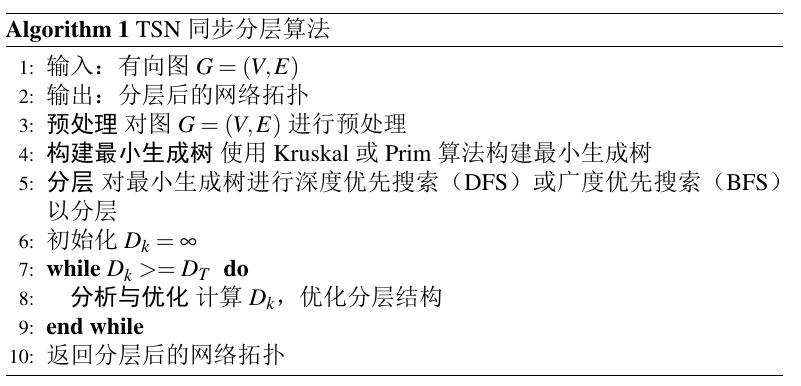 Algorithm 1 TSN 同步分层算法
1: 输入：有向图 G = (V,E)
2: 输出：分层后的网络拓扑
3: 预处理 对图 G = (V,E) 进行预处理
4: 构建最小生成树 使用 Kruskal 或 Prim 算法构建最小生成树
5: 分层 对最小生成树进行深度优先搜索（DFS）或广度优先搜索（BFS）
以分层
6: 初始化 Dk = ∞
7: while Dk >= DT do
8: 分析与优化 计算 Dk，优化分层结构
9: end while
10: 返回分层后的网络拓扑